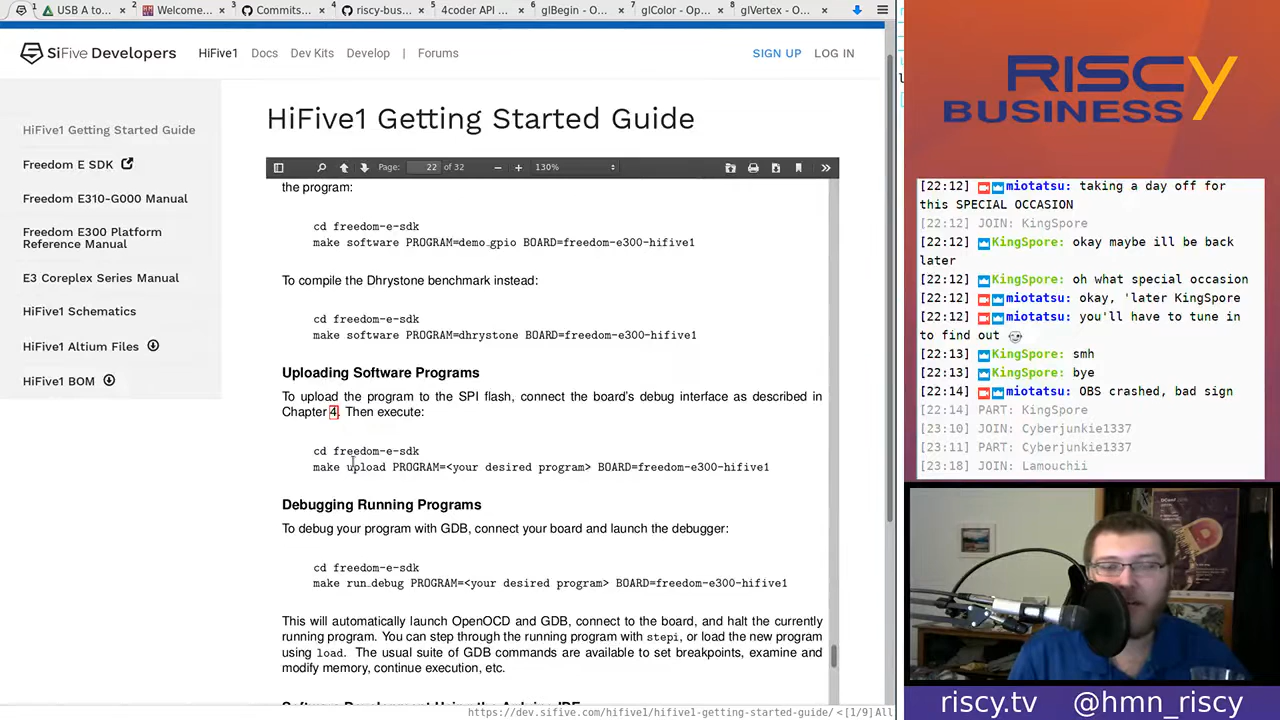 1
USB A to...
2
Welcome...
3
Commits...
4
riscy-bus...
5
4coder API ...
6
glBegin - O...
7
glColor - Op...
8
glVertex - O...
SiFive Developers
HiFive1
Docs
Dev Kits
Develop
|
Forums
SIGN UP
LOG IN
HiFive1 Getting Started Guide
Freedom E SDK
Freedom E310-G000 Manual
Freedom E300 Platform
Reference Manual
E3 Coreplex Series Manual
HiFive1 Schematics
HiFive1 Altium Files
HiFive1 BOM
HiFive1 Getting Started Guide
Page: 22 of 32
130%
the program:
cd freedom-e-sdk
make software PROGRAM=demo_gpio BOARD=freedom-e300-hifive1
To compile the Dhrystone benchmark instead:
cd freedom-e-sdk
make software PROGRAM=dhrystone BOARD=freedom-e300-hifive1
Uploading Software Programs
To upload the program to the SPI flash, connect the board's debug interface as described in
Chapter 4. Then execute:
cd freedom-e-sdk
make upload PROGRAM=<your desired program> BOARD=freedom-e300-hifive1
Debugging Running Programs
To debug your program with GDB, connect your board and launch the debugger:
cd freedom-e-sdk
make run_debug PROGRAM=<your desired program> BOARD=freedom-e300-hifive1
This will automatically launch OpenOCD and GDB, connect to the board, and halt the currently
running program. You can step through the running program with stepi, or load the new program
using load. The usual suite of GDB commands are available to set breakpoints, examine and
modify memory, continue execution, etc.
Software Development Using the Arduino IDE
https://dev.sifive.com/hifive1/hifive1-getting-started-guide/ <[1/9]All
RISCY
BUSINESS
[22:12] miotatsu: taking a day off for
this SPECIAL OCCASION
[22:12] JOIN: KingSpore
[22:12] KingSpore: okay maybe ill be back
later
[22:12] KingSpore: oh what special occasion
[22:12] miotatsu: okay, 'later KingSpore
[22:12] miotatsu: you'll have to tune in
to find out
[22:13] KingSpore: smh
[22:13] KingSpore: bye
[22:14] miotatsu: OBS crashed, bad sign
[22:14] PART: KingSpore
[23:10] JOIN: Cyberjunkie1337
[23:11] PART: Cyberjunkie1337
[23:18] JOIN: Lamouchii
riscy.tv @hmn_riscy